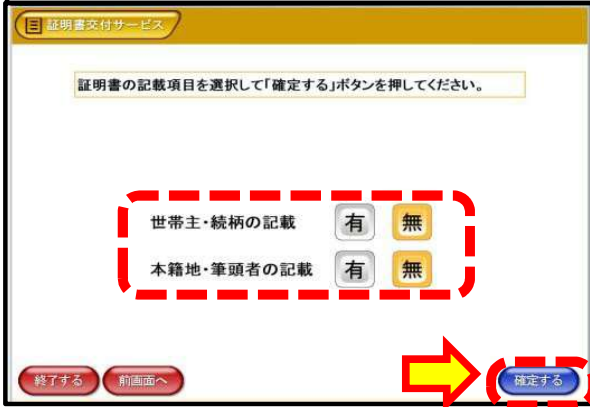 証明書交付サービス
証明書の記載項目を選択して「確定する」ボタンを押してください。
世帯主・続柄の記載 有 無
本籍地・筆頭者の記載 有 無
終了する 前画面へ 確定する